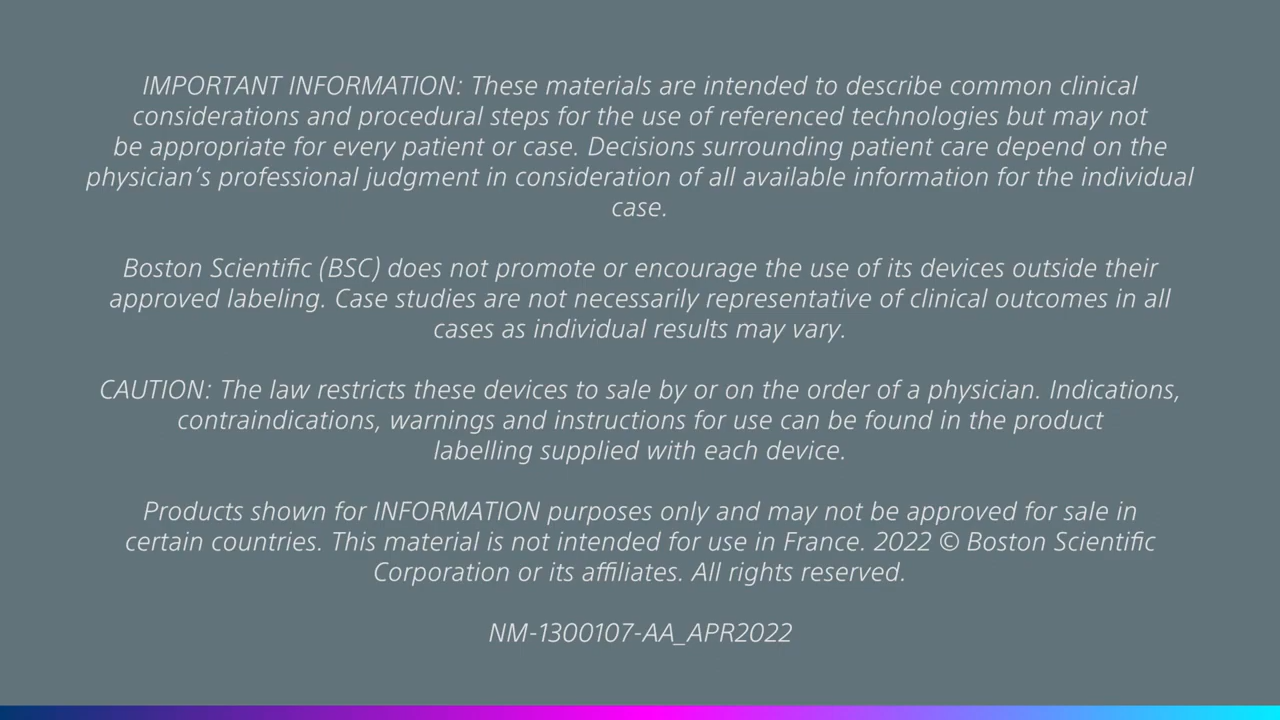 IMPORTANT INFORMATION: These materials are intended to describe common clinical
considerations and procedural steps for the use of referenced technologies but may not
be appropriate for every patient or case. Decisions surrounding patient care depend on the
physician’s professional judgment in consideration of all available information for the individual
case.
Boston Scientific (BSC) does not promote or encourage the use of its devices outside their
approved labeling. Case studies are not necessarily representative of clinical outcomes in all
cases as individual results may vary.
CAUTION: The law restricts these devices to sale by or on the order of a physician. Indications,
contraindications, warnings and instructions for use can be found in the product
labelling supplied with each device.
Products shown for INFORMATION purposes only and may not be approved for sale in
certain countries. This material is not intended for use in France. 2022 © Boston Scientific
Corporation or its affiliates. All rights reserved.
NM-1300107-AA_APR2022